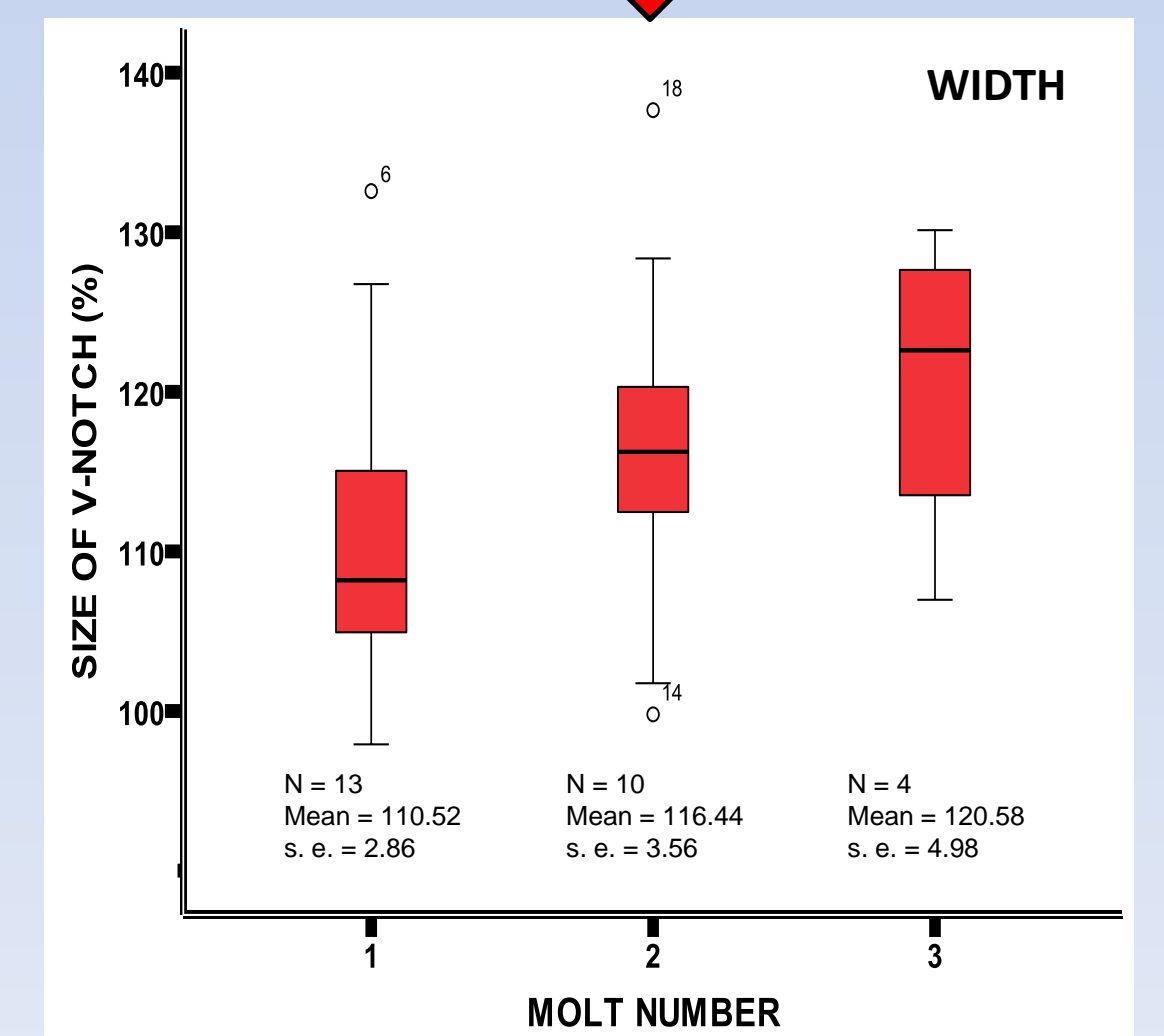 WIDTH
SIZE OF V-NOTCH (%)
140
130
120
110
100
6
18
14
N = 13
Mean = 110.52
s. e. = 2.86
N = 10
Mean = 116.44
s. e. = 3.56
N = 4
Mean = 120.58
s. e. = 4.98
1
2
3
MOLT NUMBER